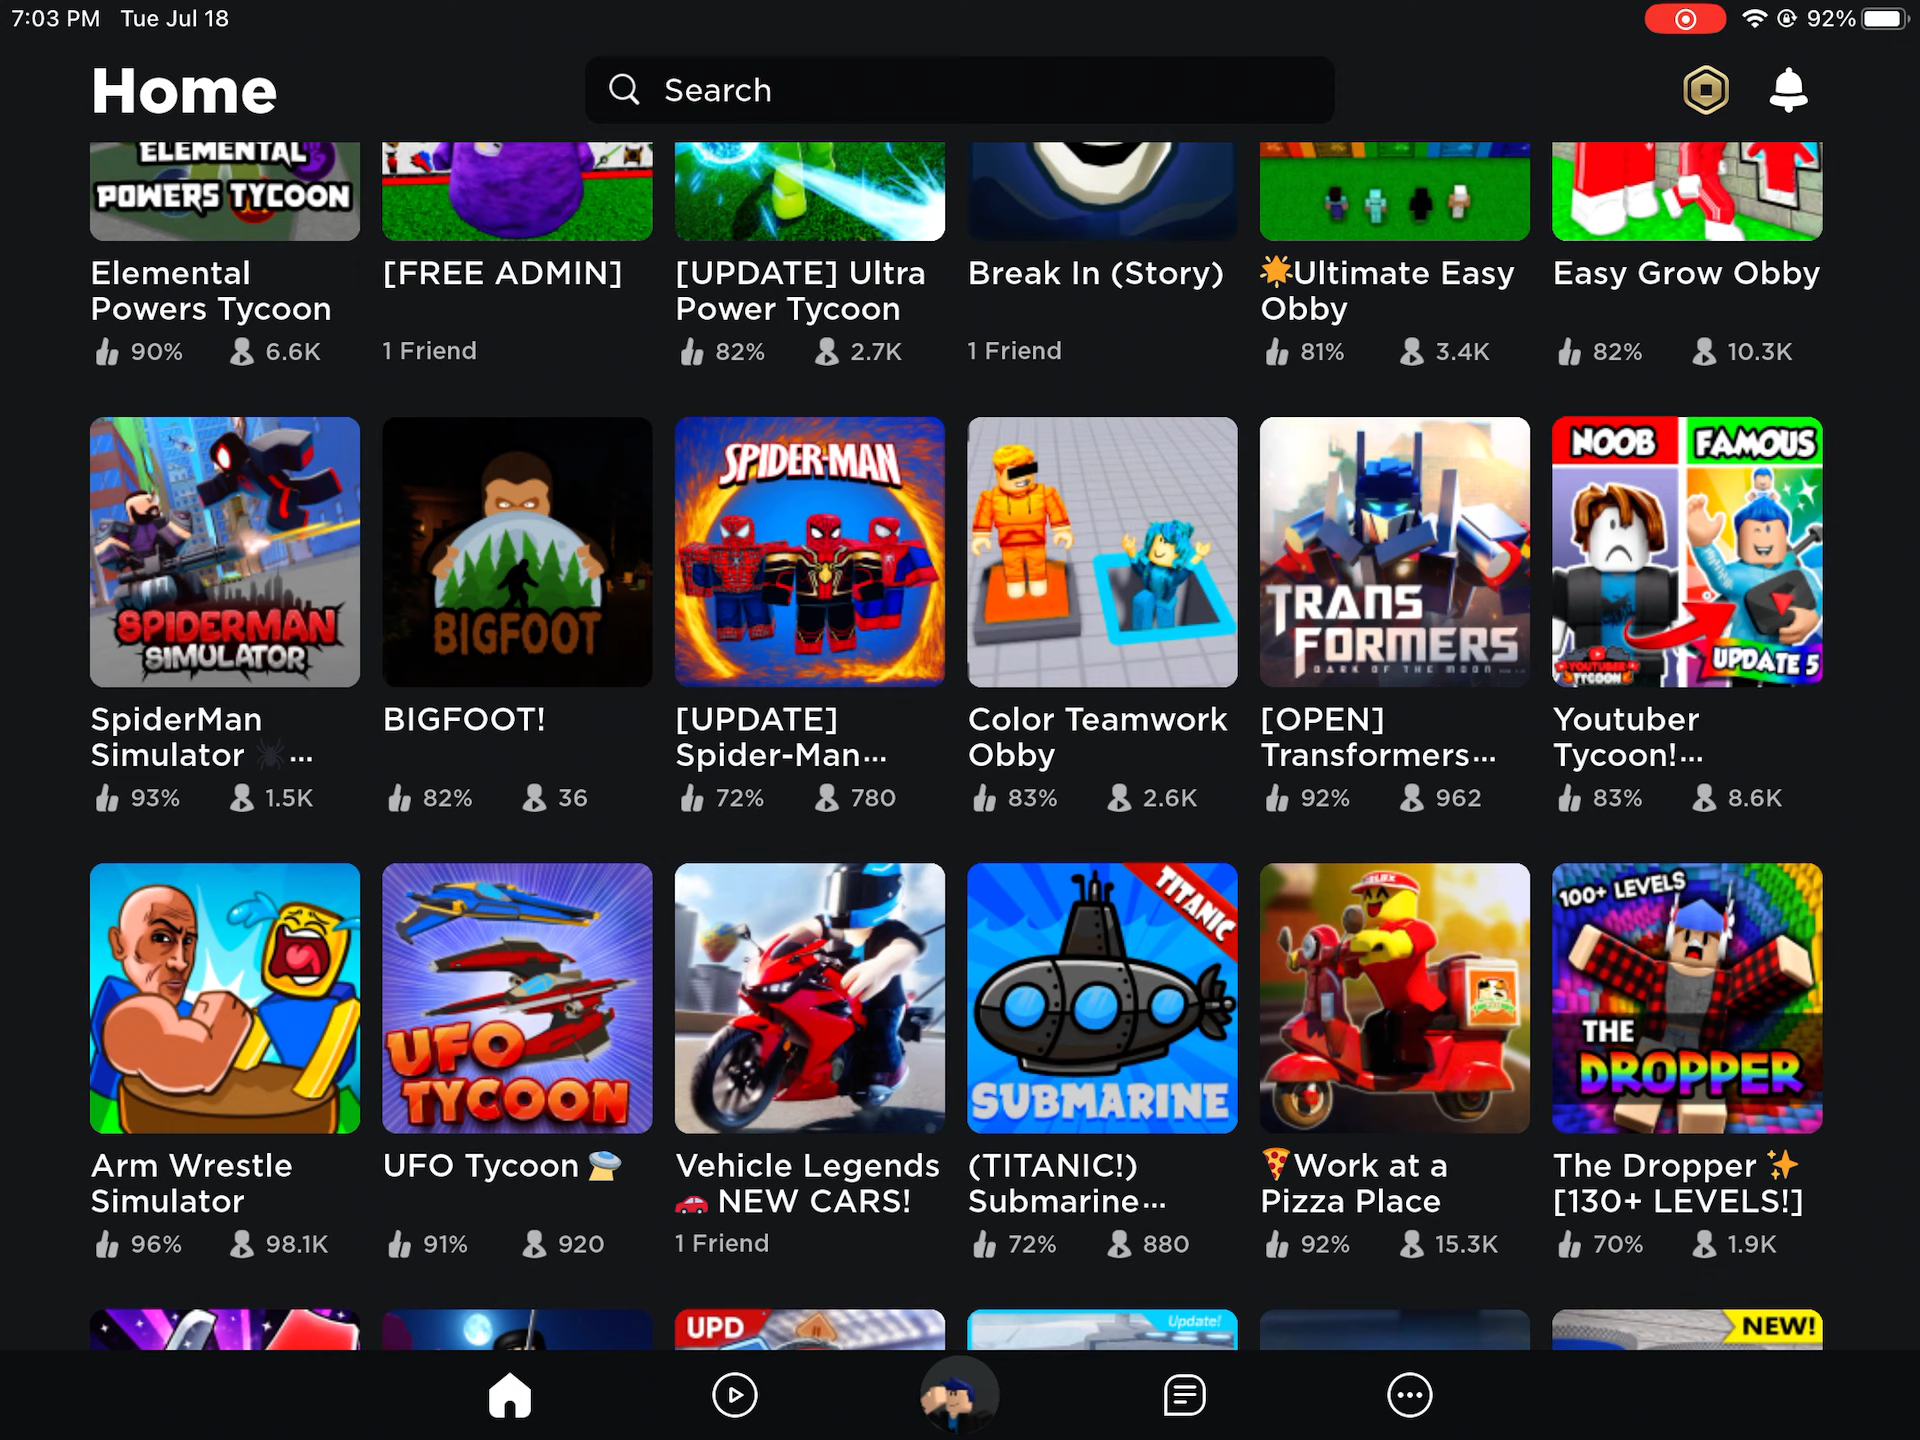 7:03 PM Tue Jul 18
92%
Home
Search
ELEMENTAL
POWERS TYCOON
Elemental
Powers Tycoon
90% 6.6K
[FREE ADMIN]
1 Friend
[UPDATE] Ultra
Power Tycoon
82% 2.7K
Break In (Story)
1 Friend
🌟Ultimate Easy
Obby
81% 3.4K
Easy Grow Obby
82% 10.3K
SPIDERMAN
SIMULATOR
SpiderMan
Simulator 🕷️...
93% 1.5K
BIGFOOT
BIGFOOT!
82% 36
SPIDER-MAN
[UPDATE]
Spider-Man...
72% 780
Color Teamwork
Obby
83% 2.6K
TRANS
FORMERS
DARK OF THE MOON
[OPEN]
Transformers...
92% 962
NOOB FAMOUS
YOUTUBER
TYCOON
UPDATE 5
Youtuber
Tycoon!...
83% 8.6K
Arm Wrestle
Simulator
96% 98.1K
UFO
TYCOON
UFO Tycoon 🛸
91% 920
Vehicle Legends
🚗 NEW CARS!
1 Friend
TITANIC
SUBMARINE
(TITANIC!)
Submarine...
72% 880
🍕Work at a
Pizza Place
92% 15.3K
100+ LEVELS
THE
DROPPER
The Dropper ✨
[130+ LEVELS!]
70% 1.9K
UPD
Update!
NEW!